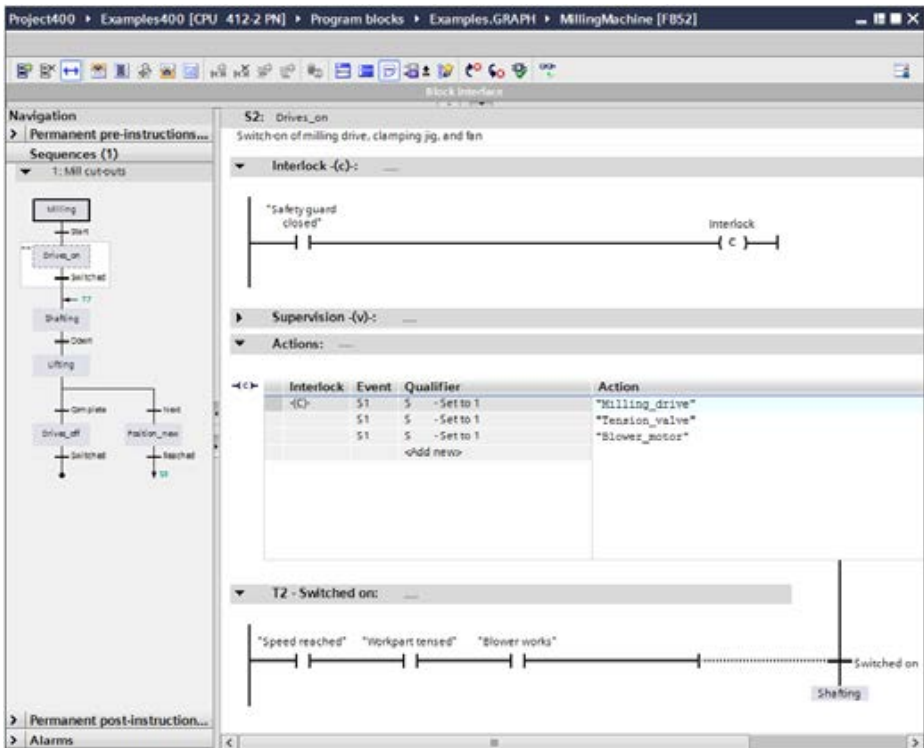 Project400 ▸ Examples400 [CPU 412-2 PN] ▸ Program blocks ▸ Examples.GRAPH ▸ MillingMachine [FB52]
Block Interface
Navigation
Permanent pre-instructions...
Sequences (1)
1: Mill cut-outs
Milling
Start
Drives_on
Switched
T7
Shafting
Down
Lifting
Complete
Next
Drives_off
Position_new
Switched
Reached
Permanent post-instruction...
Alarms
S2: Drives_on
Switch-on of milling drive, clamping jig, and fan
Interlock -(c)-:
"Safety guard
closed"
Interlock
( C )
Supervision -(v)-:
Actions:
-(C)-
Interlock Event Qualifier Action
-(C)- S1 S - Set to 1 "Milling_drive"
S1 S - Set to 1 "Tension_valve"
S1 S - Set to 1 "Blower_motor"
<Add new>
T2 - Switched on:
"Speed reached" "Workpart tensed" "Blower works"
Switched on
Shafting